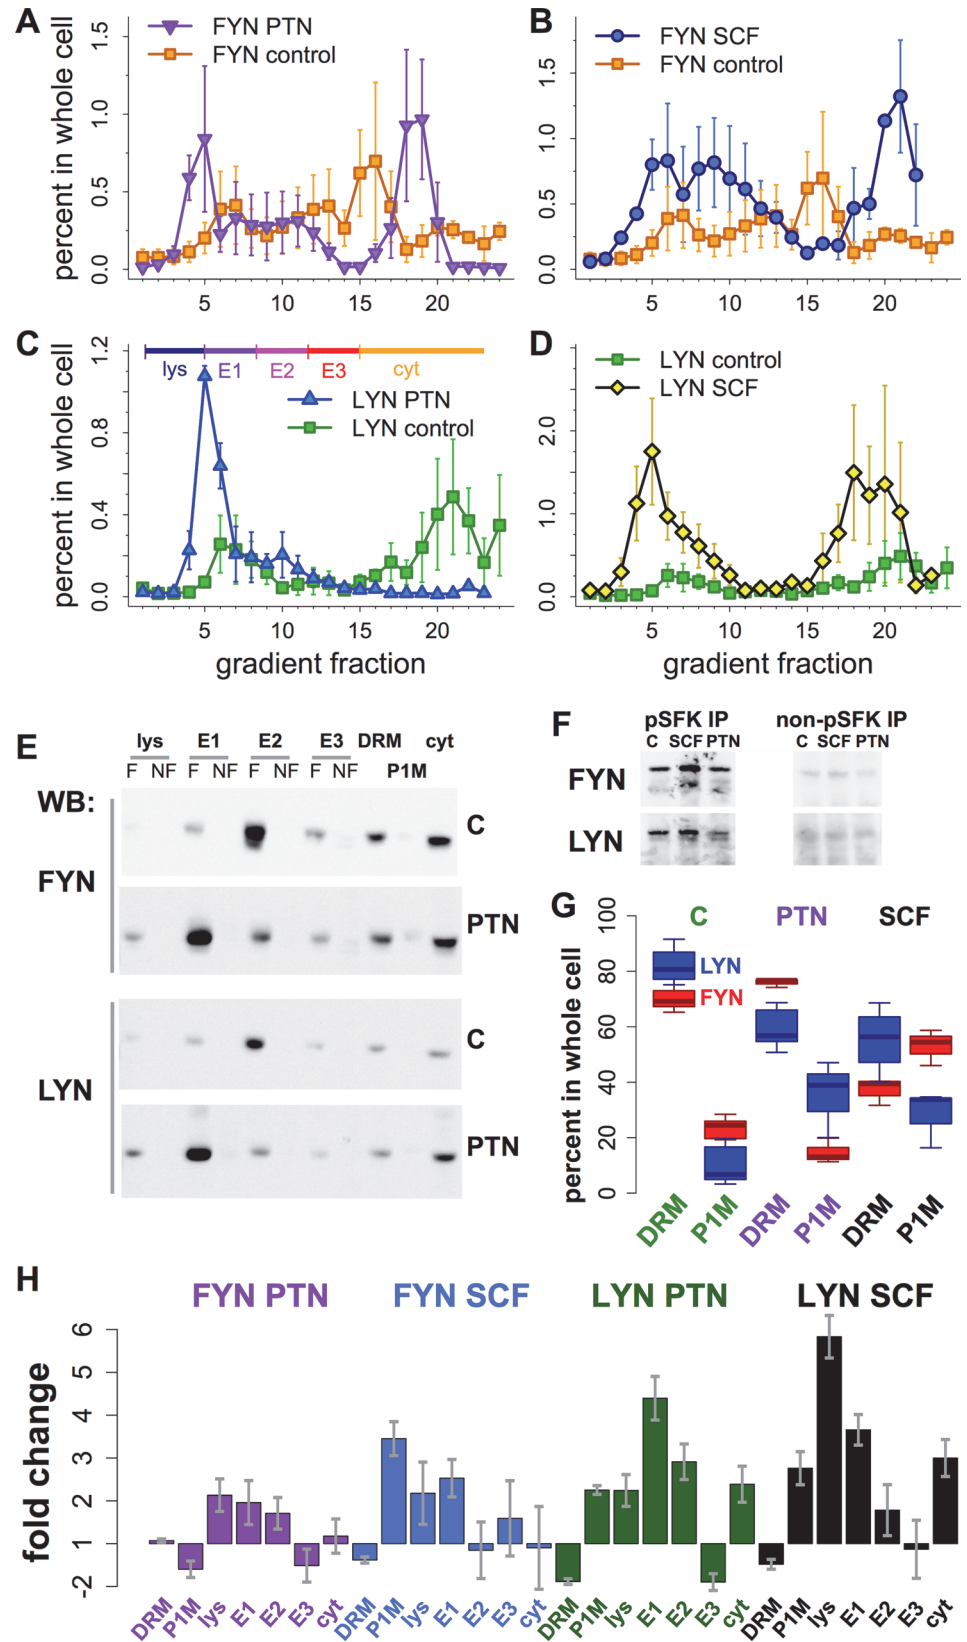 A
FYN PTN
FYN control
percent in whole cell
1.5
1.0
0.5
0.0
5 10 15 20
B
FYN SCF
FYN control
percent in whole cell
1.5
1.0
0.5
0.0
5 10 15 20
C
lys E1 E2 E3 cyt
LYN PTN
LYN control
percent in whole cell
1.2
0.8
0.4
0.0
5 10 15 20
gradient fraction
D
LYN control
LYN SCF
percent in whole cell
2.0
1.0
0.0
5 10 15 20
gradient fraction
E
lys E1 E2 E3 DRM cyt
F NF F NF F NF F NF P1M
WB:
FYN
C
PTN
LYN
C
PTN
F
pSFK IP non-pSFK IP
C SCF PTN C SCF PTN
FYN
LYN
G
C PTN SCF
LYN
FYN
percent in whole cell
100
80
60
40
20
0
DRM P1M DRM P1M DRM P1M
H
FYN PTN FYN SCF LYN PTN LYN SCF
fold change
6
5
4
3
2
1
-2
DRM P1M lys E1 E2 E3 cyt DRM P1M lys E1 E2 E3 cyt DRM P1M lys E1 E2 E3 cyt DRM P1M lys E1 E2 E3 cyt